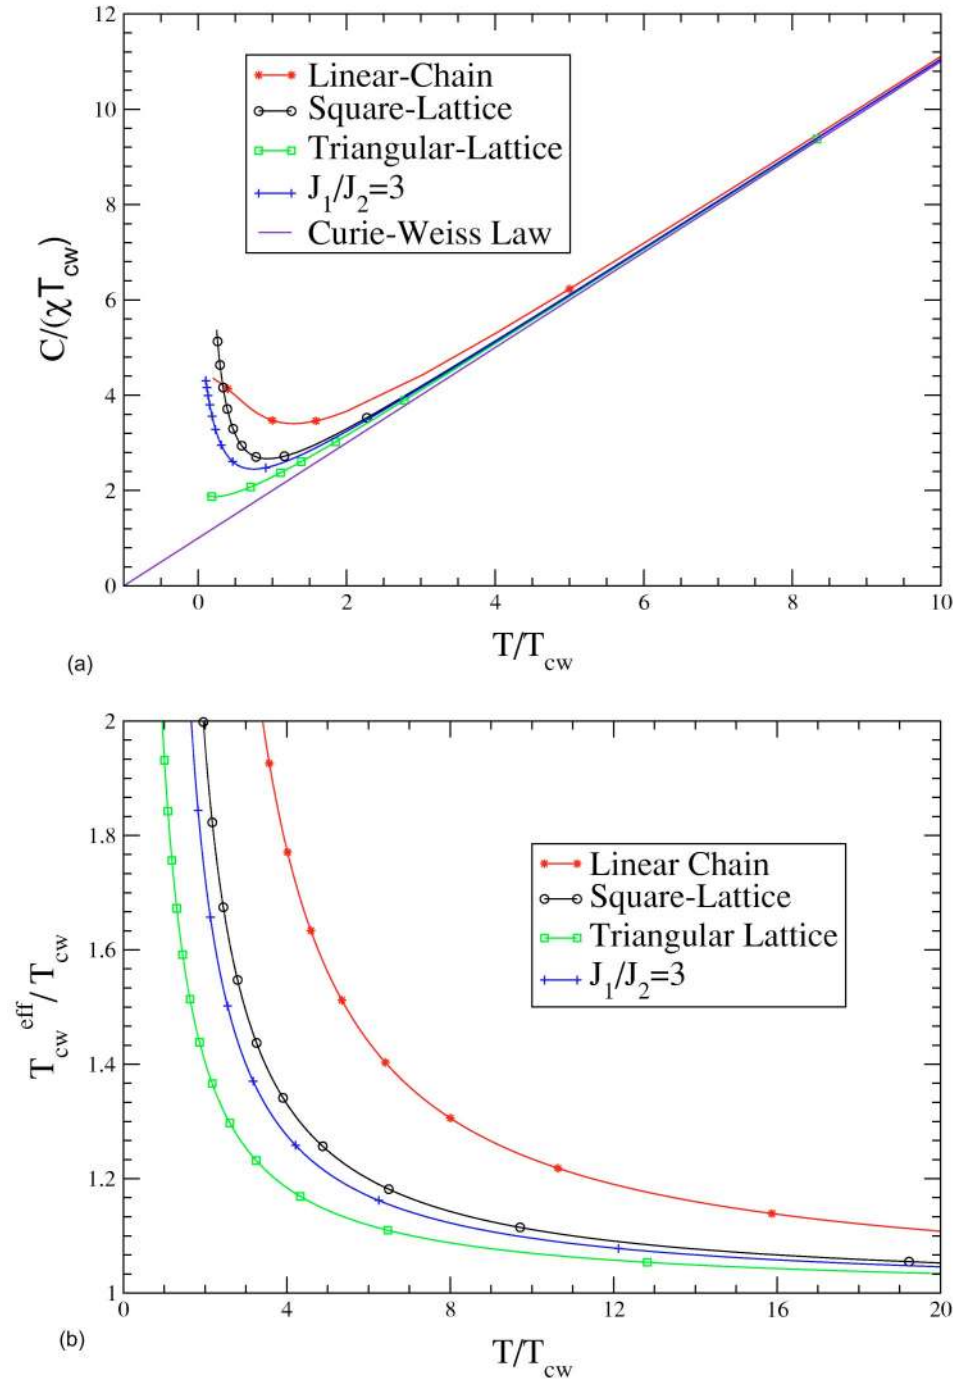 12
10
8
6
4
2
0
C/(χT_cw)
Linear-Chain
Square-Lattice
Triangular-Lattice
J_1/J_2=3
Curie-Weiss Law
0 2 4 6 8 10
T/T_cw
(a)
2
1.8
1.6
1.4
1.2
1
T_cw^eff / T_cw
Linear Chain
Square-Lattice
Triangular Lattice
J_1/J_2=3
0 4 8 12 16 20
T/T_cw
(b)